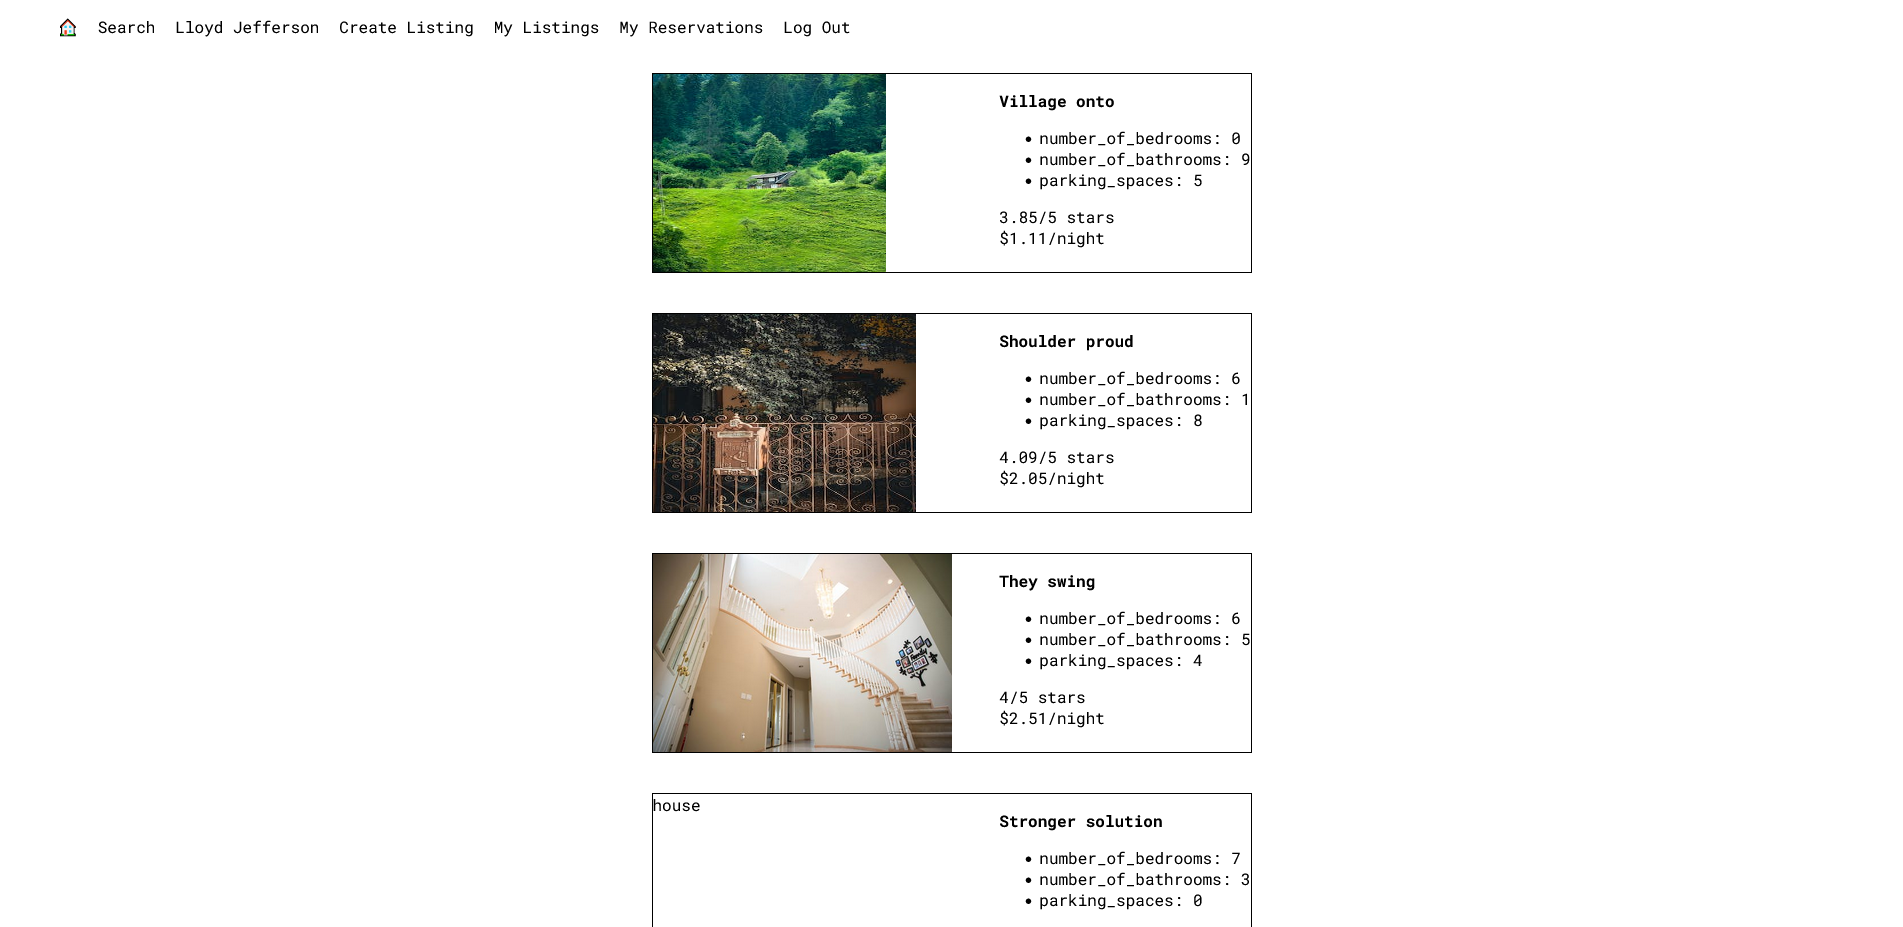 Search Lloyd Jefferson Create Listing My Listings My Reservations Log Out
Village onto
number_of_bedrooms: 0
number_of_bathrooms: 9
parking_spaces: 5
3.85/5 stars
$1.11/night
Shoulder proud
number_of_bedrooms: 6
number_of_bathrooms: 1
parking_spaces: 8
4.09/5 stars
$2.05/night
They swing
number_of_bedrooms: 6
number_of_bathrooms: 5
parking_spaces: 4
4/5 stars
$2.51/night
house
Stronger solution
number_of_bedrooms: 7
number_of_bathrooms: 3
parking_spaces: 0